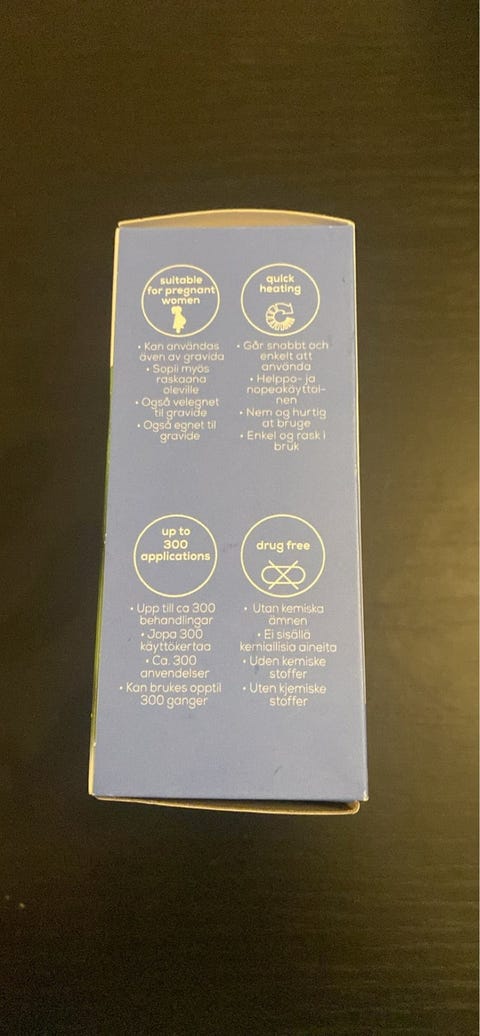 suitable
for pregnant
women
• Kan användas
även av gravida
• Sopii myös
raskaana
oleville
• Også velegnet
til gravide
• Også egnet til
gravide
quick
heating
• Går snabbt och
enkelt att
använda
• Helppo- ja
nopeokäyttöi-
nen
• Nem og hurtig
at bruge
• Enkel og rask i
bruk
up to
300
applications
• Upp till ca 300
behandlingar
• Jopa 300
käyttökertaa
• Ca. 300
anvendelser
• Kan brukes opptil
300 ganger
drug free
• Utan kemiska
ämnen
• Ei sisällä
kemiallisia aineita
• Uden kemiske
stoffer
• Uten kjemiske
stoffer